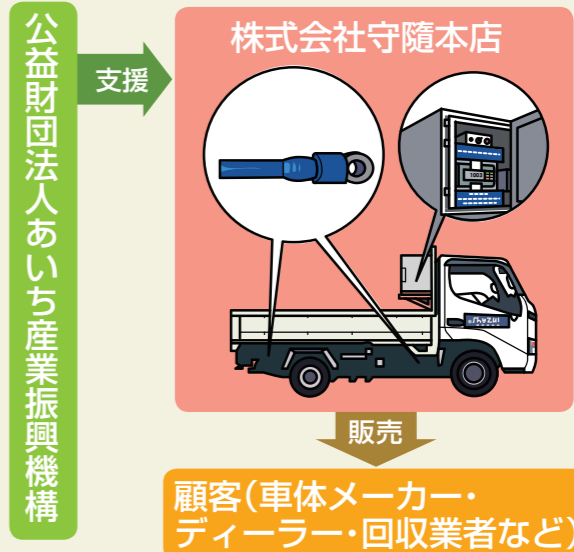 公益財団法人あいち産業振興機構
支援
株式会社守隨本店
1003
販売
顧客(車体メーカー・
ディーラー・回収業者など)